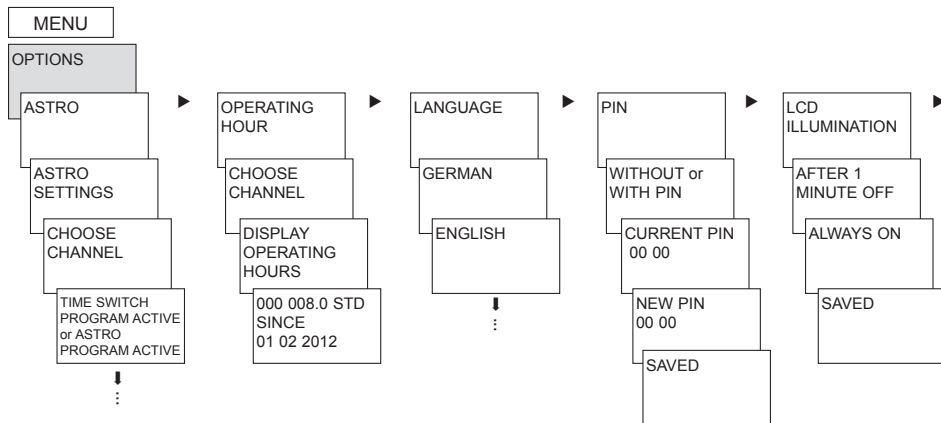 MENU
OPTIONS
ASTRO
ASTRO
SETTINGS
CHOOSE
CHANNEL
TIME SWITCH
PROGRAM ACTIVE
or ASTRO
PROGRAM ACTIVE
OPERATING
HOUR
CHOOSE
CHANNEL
DISPLAY
OPERATING
HOURS
000 008.0 STD
SINCE
01 02 2012
LANGUAGE
GERMAN
ENGLISH
PIN
WITHOUT or
WITH PIN
CURRENT PIN
00 00
NEW PIN
00 00
SAVED
LCD
ILLUMINATION
AFTER 1
MINUTE OFF
ALWAYS ON
SAVED